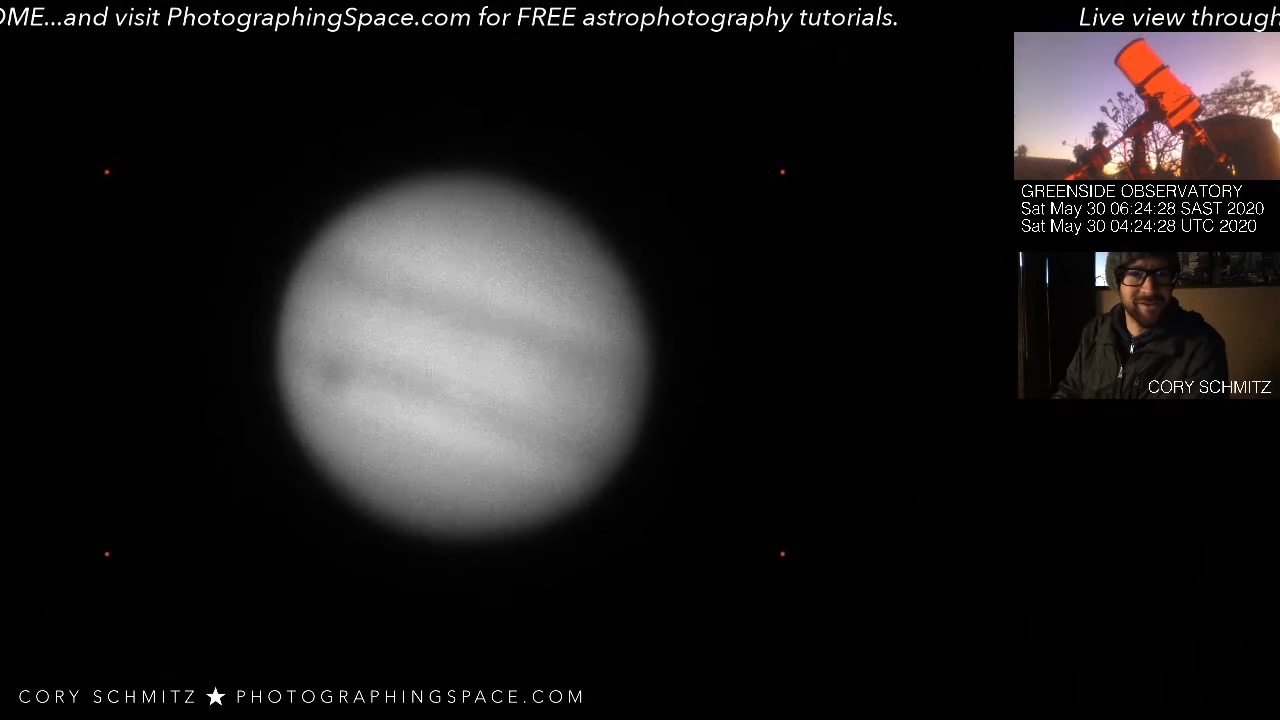 OME...and visit PhotographingSpace.com for FREE astrophotography tutorials.
Live view through
GREENSIDE OBSERVATORY
Sat May 30 06:24:28 SAST 2020
Sat May 30 04:24:28 UTC 2020
CORY SCHMITZ
CORY SCHMITZ ★ PHOTOGRAPHINGSPACE.COM